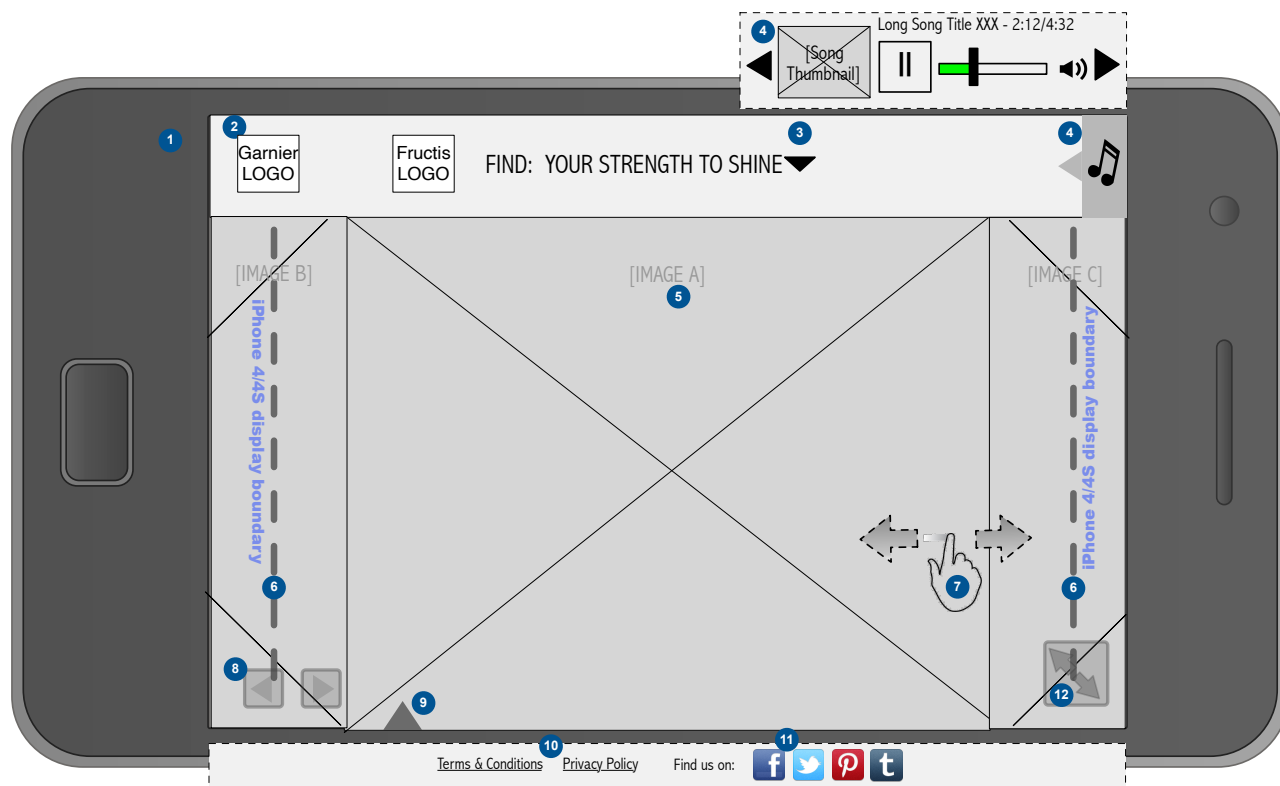 4
Long Song Title XXX - 2:12/4:32
[Song
Thumbnail]
1
2
Garnier
LOGO
Fructis
LOGO
FIND: YOUR STRENGTH TO SHINE
3
4
[IMAGE B]
[IMAGE A]
[IMAGE C]
5
iPhone 4/4S display boundary
iPhone 4/4S display boundary
6
7
6
8
9
12
10
11
Terms & Conditions
Privacy Policy
Find us on:
f
p
t